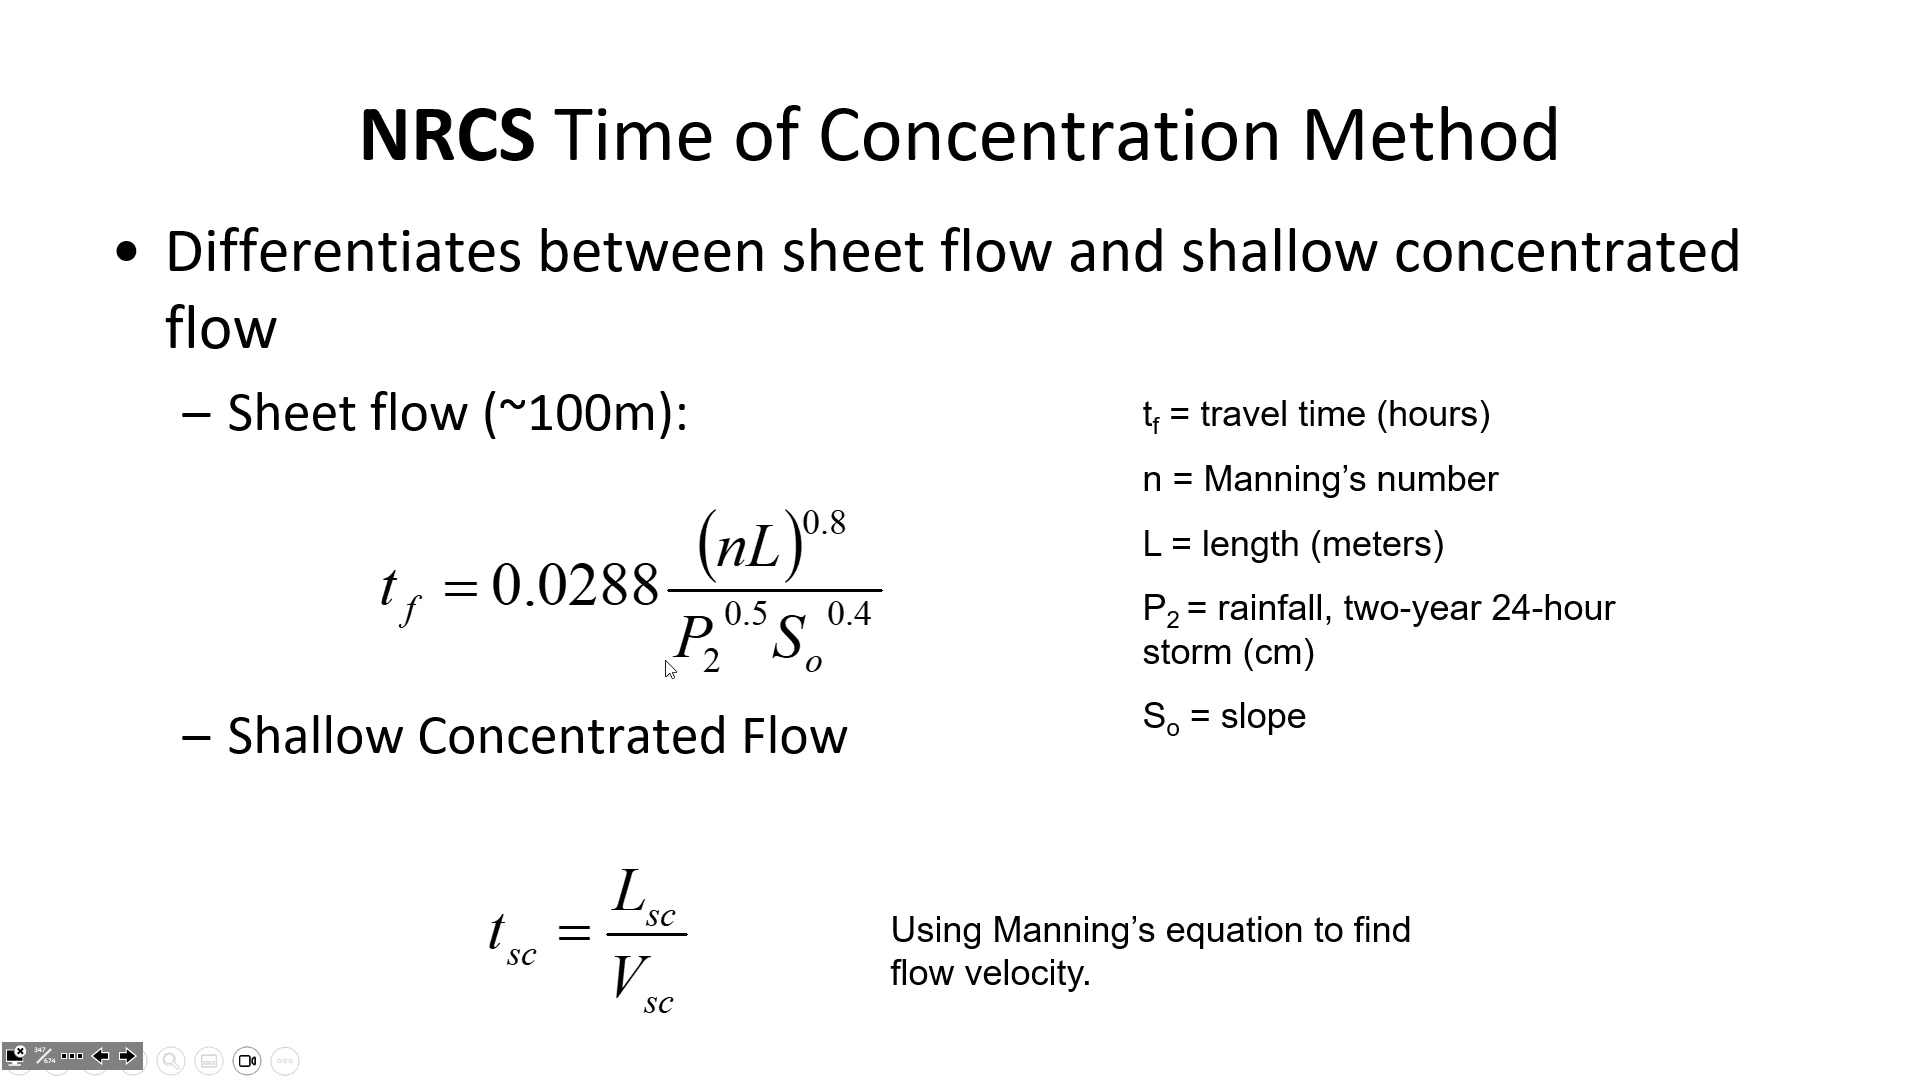 NRCS Time of Concentration Method
• Differentiates between sheet flow and shallow concentrated
flow
– Sheet flow (~100m):
t_f = 0.0288 (nL)^0.8 / P_2^0.5 S_o^0.4
– Shallow Concentrated Flow
t_sc = L_sc / V_sc
t_f = travel time (hours)
n = Manning’s number
L = length (meters)
P_2 = rainfall, two-year 24-hour
storm (cm)
S_o = slope
Using Manning’s equation to find
flow velocity.
347/674